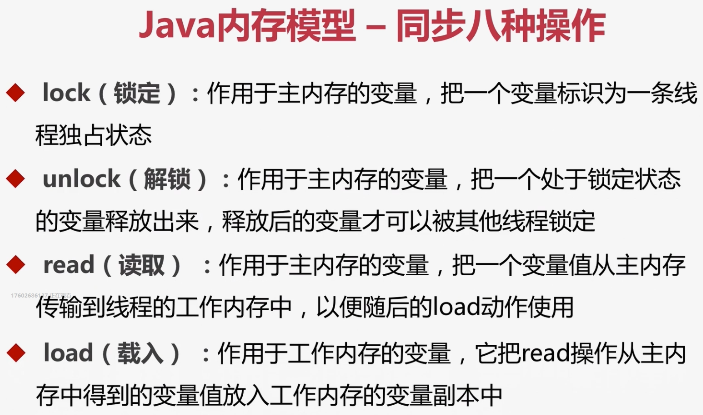 Java内存模型 – 同步八种操作
lock（锁定）：作用于主内存的变量，把一个变量标识为一条线
程独占状态
unlock（解锁）：作用于主内存的变量，把一个处于锁定状态
的变量释放出来，释放后的变量才可以被其他线程锁定
read（读取） ：作用于主内存的变量，把一个变量值从主内存
传输到线程的工作内存中，以便随后的load动作使用
load（载入） ：作用于工作内存的变量，它把read操作从主内
存中得到的变量值放入工作内存的变量副本中